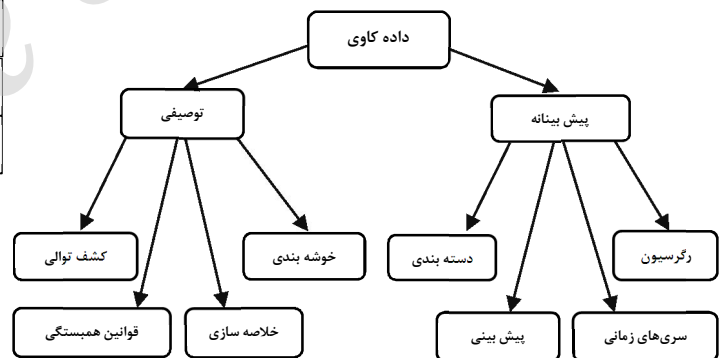 داده کاوی
پیش بینانه
توصیفی
رگرسیون
دسته بندی
خوشه بندی
کشف توالی
سری‌های زمانی
پیش بینی
خلاصه سازی
قوانین همبستگی